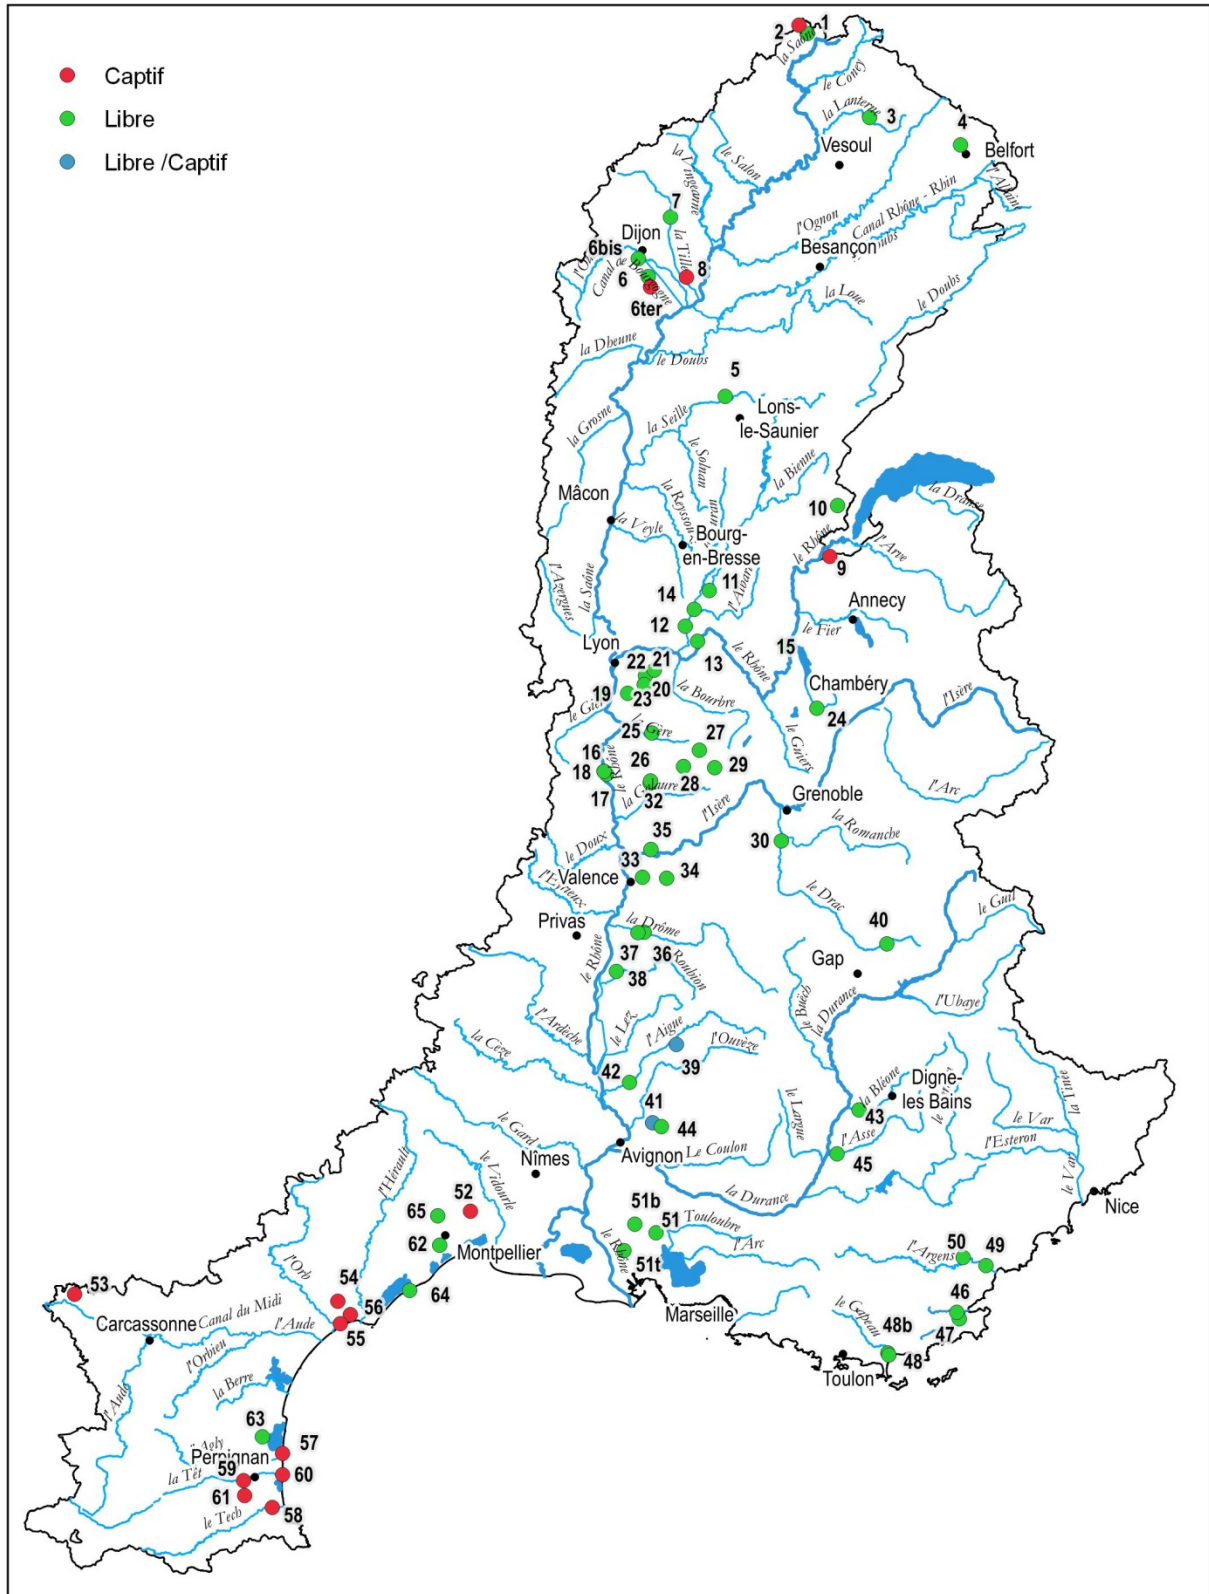 Captif
Libre
Libre /Captif
2
1
la Saône
le Coney
la Lanterne
3
4
Vesoul
Belfort
le Salon
la Vingeanne
l'Allaine
7
l'Ognon
Canal Rhône - Rhin
Dijon
la Tille
6bis
Besançon
Canal de Bourgogne
8
6
6ter
la Loue
le Doubs
la Dheune
le Doubs
5
Lons-
le-Saunier
la Seille
la Grosne
le Solnan
la Bienne
Mâcon
10
la Dranse
la Reyssouze
la Veyle
Bourg-
en-Bresse
le Rhône
l'Arve
9
l'Azergues
la Saône
11
14
Annecy
le Fier
12
15
13
Lyon
22
21
le Rhône
20
19
23
la Bourbre
Chambéry
24
l'Isère
le Gier
la Gère
25
27
le Guiers
16
26
18
le Rhône
28
29
17
la Galaure
32
l'Arc
l'Isère
Grenoble
35
la Romanche
30
le Doux
33
34
Valence
l'Eyrieux
le Drac
le Guil
Privas
la Drôme
40
37
36
Roubion
38
le Rhône
Gap
le Buëch
la Durance
l'Ubaye
l'Ardèche
le Lez
l'Aigue
l'Ouvèze
la Cèze
39
42
la Bléone
Digne-
les Bains
la Tinée
41
44
le Largue
43
le Var
le Gard
l'Asse
l'Esteron
Avignon
Le Coulon
45
Nîmes
l'Hérault
le Vidourle
la Durance
le Var
Nice
52
65
51b
51
Touloubre
62
Montpellier
le Rhône
l'Arc
51t
l'Argens
50
49
l'Orb
53
54
64
Marseille
46
56
Canal du Midi
Carcassonne
l'Aude
55
le Gapeau
48b
47
48
Toulon
l'Orbieu
l'Aude
la Berre
63
l'Agly
57
Perpignan
la Têt
59
60
61
58
le Tech